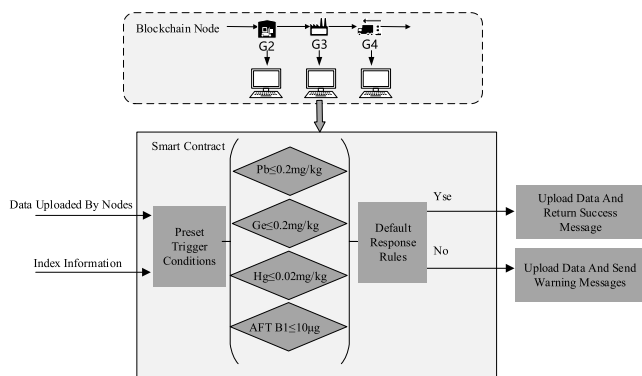 Blockchain Node
G2
G3
G4
Smart Contract
Pb≤0.2mg/kg
Data Uploaded By Nodes
Index Information
Preset
Trigger
Conditions
Ge≤0.2mg/kg
Hg≤0.02mg/kg
AFT B1≤10μg
Default
Response
Rules
Yse
No
Upload Data And
Return Success
Message
Upload Data And Send
Warning Messages